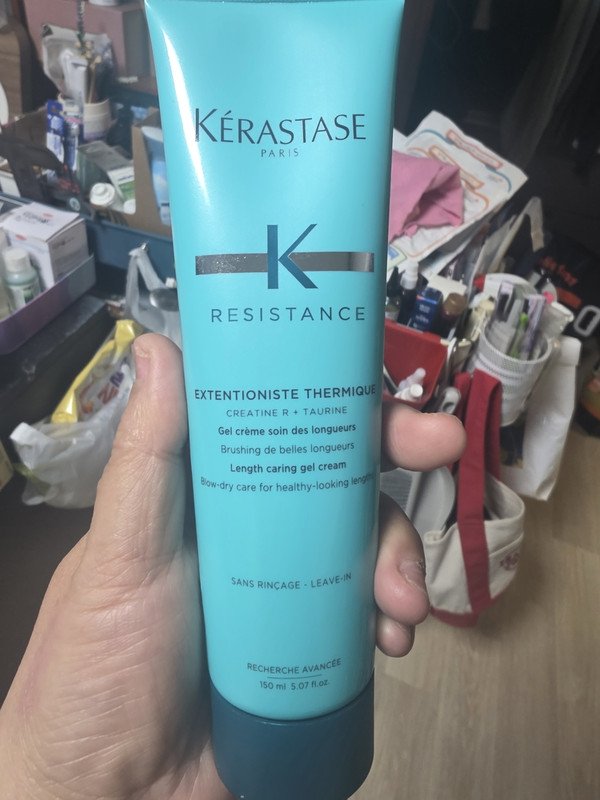 KÉRASTASE
PARIS
K
RESISTANCE
EXTENTIONISTE THERMIQUE
CREATINE R + TAURINE
Gel crème soin des longueurs
Brushing de belles longueurs
Length caring gel cream
Blow-dry care for healthy-looking lengths
SANS RINÇAGE - LEAVE-IN
RECHERCHE AVANCÉE
150 ml 5.07 fl.oz.